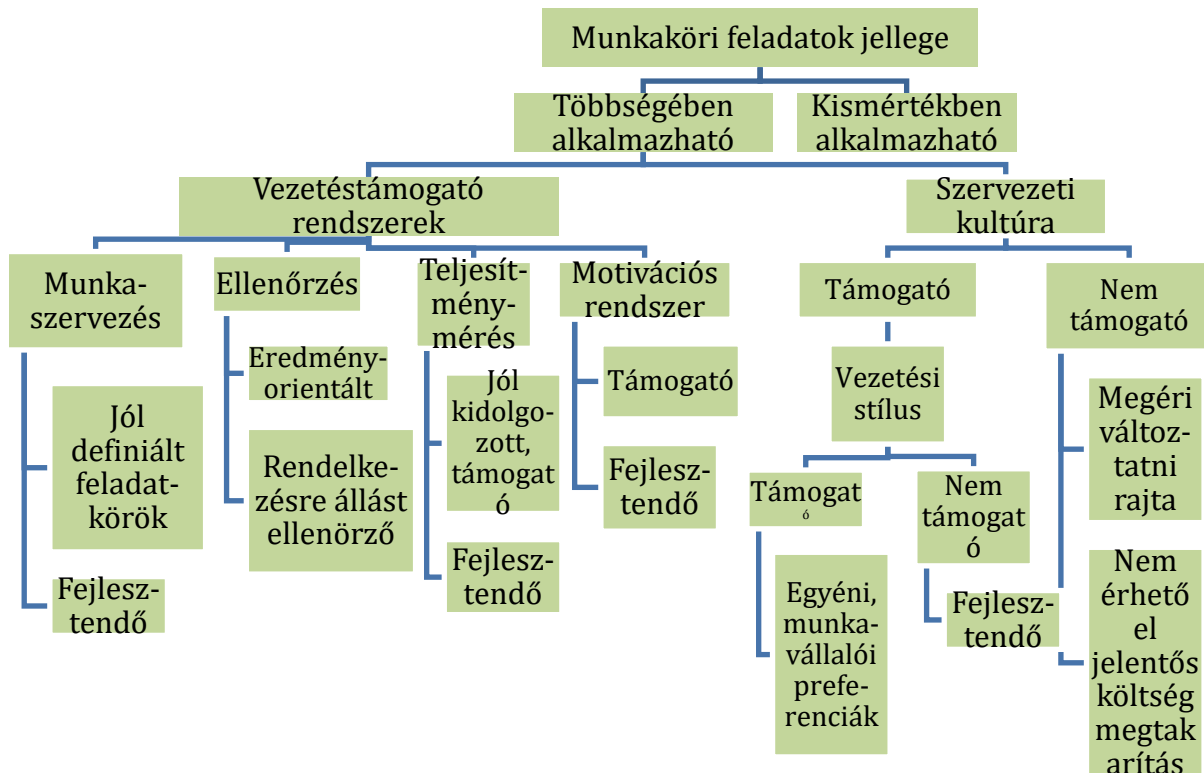 Munkaköri feladatok jellege
Többségében
alkalmazható
Kismértékben
alkalmazható
Vezetéstámogató
rendszerek
Szervezeti
kultúra
Munka-
szervezés
Jól
definiált
feladat-
körök
Fejlesz-
tendő
Ellenőrzés
Eredmény-
orientált
Rendelke-
zésre állást
ellenörző
Teljesít-
mény-
mérés
Jól
kidolgo-
zott,
támogat
ó
Fejlesz-
tendő
Motivációs
rendszer
Támogató
Fejlesz-
tendő
Támogató
Vezetési
stílus
Támogat
ó
Egyéni,
munka-
vállalói
prefe-
renciák
Nem
támogat
ó
Fejlesz-
tendő
Nem
támogató
Megéri
változ-
tatni
rajta
Nem
érhető
el
jelentős
költség
megtak
arítás